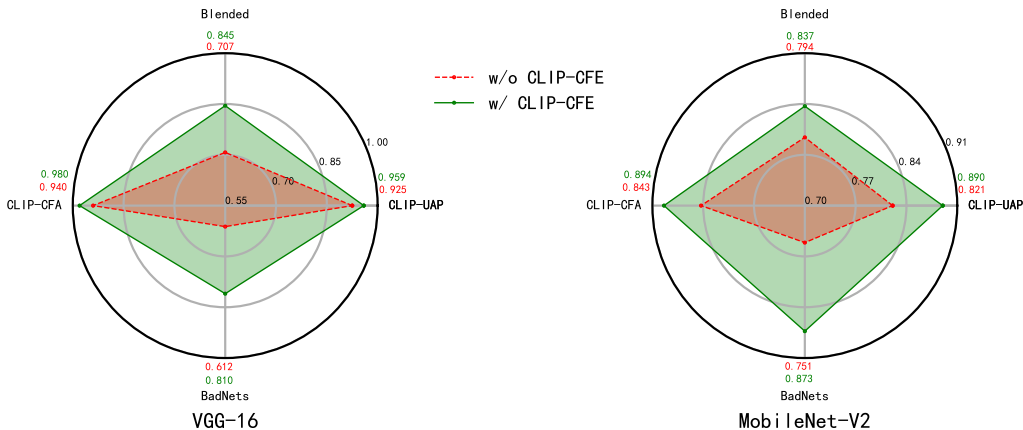 Blended
0.845
0.707
1.00
0.85
0.70
0.55
0.980
0.940
CLIP-CFA
0.959
0.925
CLIP-UAP
0.612
0.810
BadNets
VGG-16
w/o CLIP-CFE
w/ CLIP-CFE
Blended
0.837
0.794
0.91
0.84
0.77
0.70
0.894
0.843
CLIP-CFA
0.890
0.821
CLIP-UAP
0.751
0.873
BadNets
MobileNet-V2